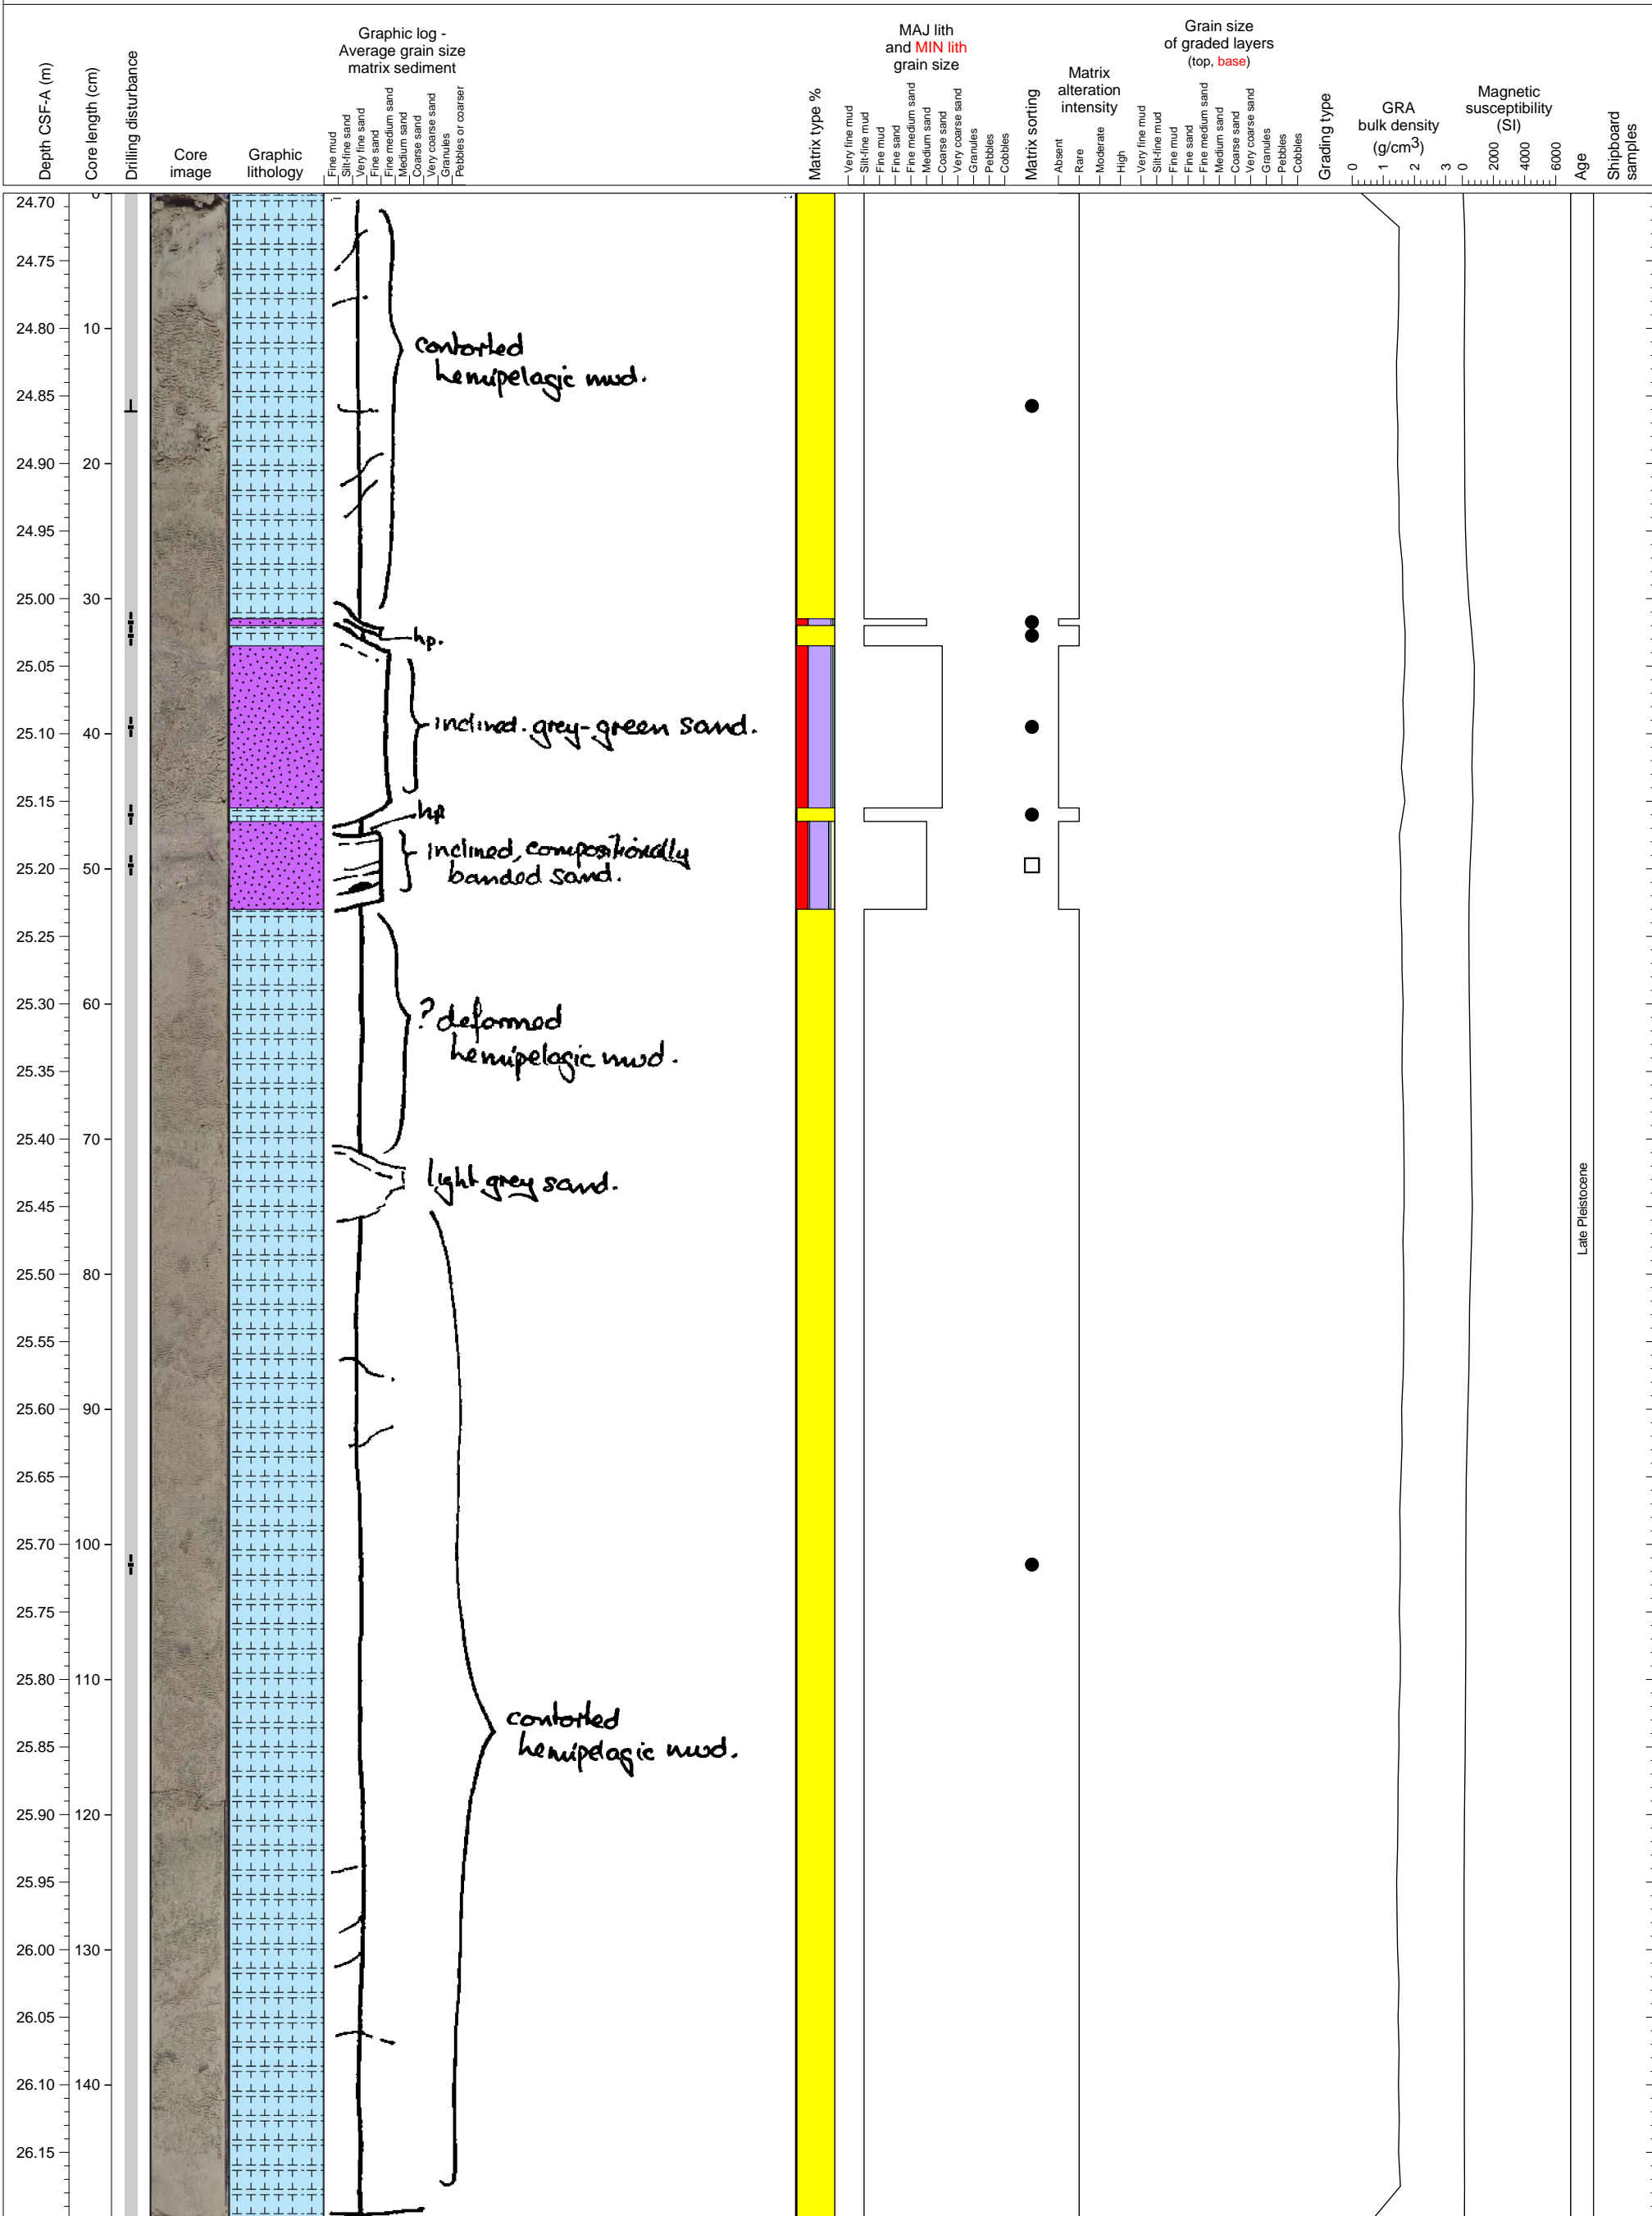 Depth CSF-A (m)
Core length (cm)
Drilling disturbance
Core
image
Graphic
lithology
Graphic log -
Average grain size
matrix sediment
Fine mud
Silt-fine sand
Very fine sand
Fine sand
Fine medium sand
Medium sand
Coarse sand
Very coarse sand
Granules
Pebbles or coarser
Matrix type %
MAJ lith
and MIN lith
grain size
Very fine mud
Silt-fine mud
Fine mud
Fine sand
Fine medium sand
Medium sand
Coarse sand
Very coarse sand
Granules
Pebbles
Cobbles
Matrix sorting
Matrix
alteration
intensity
Absent
Rare
Moderate
High
Grain size
of graded layers
(top, base)
Very fine mud
Silt-fine mud
Fine mud
Fine sand
Fine medium sand
Medium sand
Coarse sand
Very coarse sand
Granules
Pebbles
Cobbles
Grading type
GRA
bulk density
(g/cm3)
0 1 2 3
Magnetic
susceptibility
(SI)
0 2000 4000 6000
Age
Shipboard
samples
24.70 0
24.75
24.80 10
contorted
hemipelagic mud.
24.85
24.90 20
24.95
25.00 30
hp.
25.05
25.10 40
inclined. grey-green sand.
25.15
hp
inclined, compositionally
banded sand.
25.20 50
25.25
25.30 60
? deformed
hemipelagic mud.
25.35
25.40 70
light grey sand.
25.45
Late Pleistocene
25.50 80
25.55
25.60 90
25.65
25.70 100
25.75
25.80 110
contorted
hemipelagic mud.
25.85
25.90 120
25.95
26.00 130
26.05
26.10 140
26.15